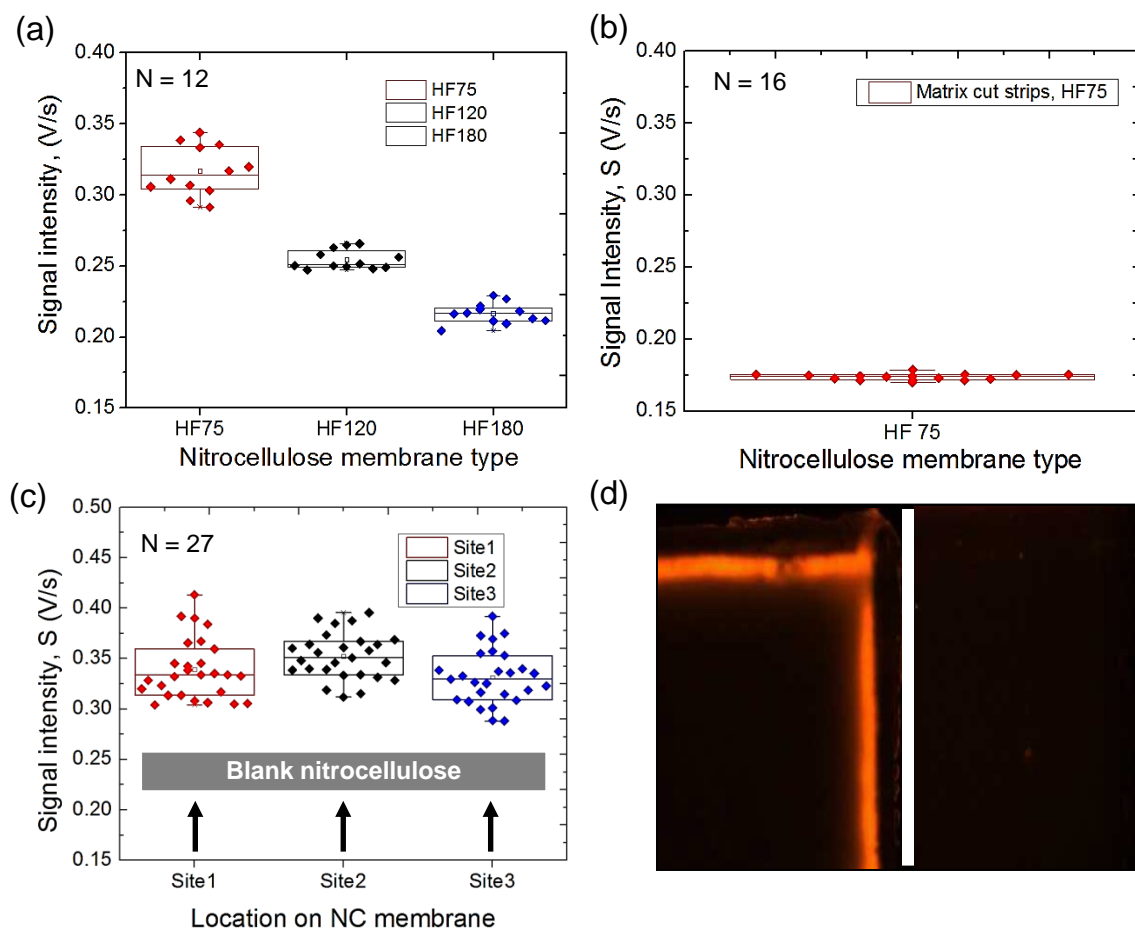 (a)
0.40
0.35
0.30
0.25
0.20
0.15
Signal intensity, (V/s)
N = 12
HF75
HF120
HF180
HF75 HF120 HF180
Nitrocellulose membrane type
(b)
0.40
0.35
0.30
0.25
0.20
0.15
Signal Intensity, S (V/s)
N = 16
Matrix cut strips, HF75
HF 75
Nitrocellulose membrane type
(c)
0.50
0.45
0.40
0.35
0.30
0.25
0.20
0.15
Signal intensity, S (V/s)
N = 27
Site1
Site2
Site3
Blank nitrocellulose
Site1 Site2 Site3
Location on NC membrane
(d)